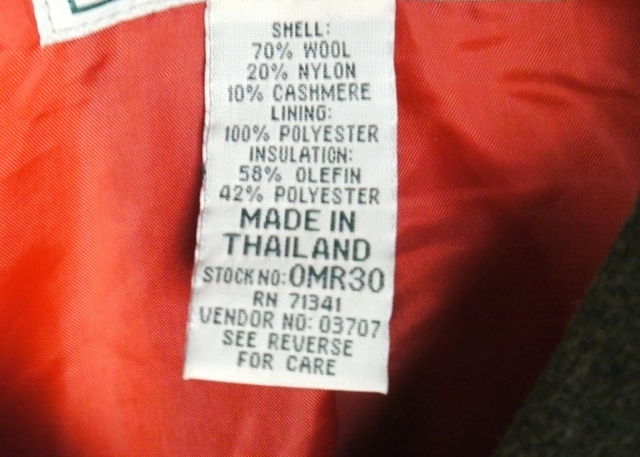 SHELL:
70% WOOL
20% NYLON
10% CASHMERE
LINING:
100% POLYESTER
INSULATION:
58% OLEFIN
42% POLYESTER
MADE IN
THAILAND
STOCK NO: 0MR30
RN 71341
VENDOR NO: 03707
SEE REVERSE
FOR CARE